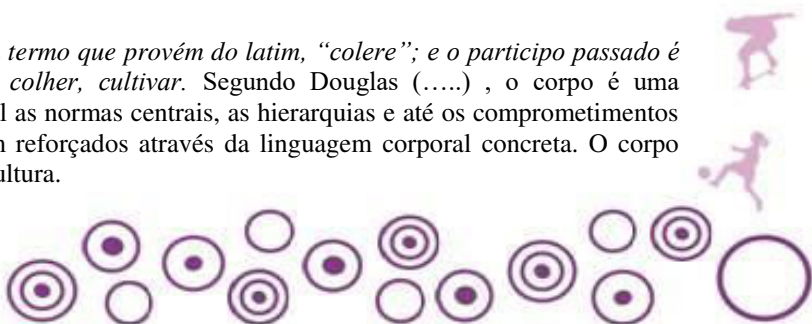 termo que provém do latim, “colere”; e o participo passado é
colher, cultivar. Segundo Douglas (…..) , o corpo é uma
l as normas centrais, as hierarquias e até os comprometimentos
reforçados através da linguagem corporal concreta. O corpo
ultura.